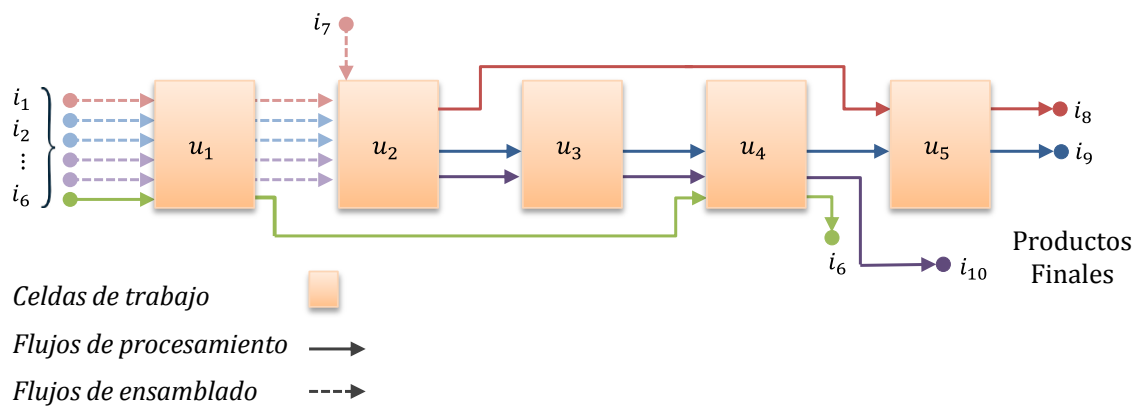 i₇
i₁
i₂
⋮
i₆
u₁
u₂
u₃
u₄
u₅
i₈
i₉
i₆
i₁₀
Productos
Finales
Celdas de trabajo
Flujos de procesamiento
Flujos de ensamblado